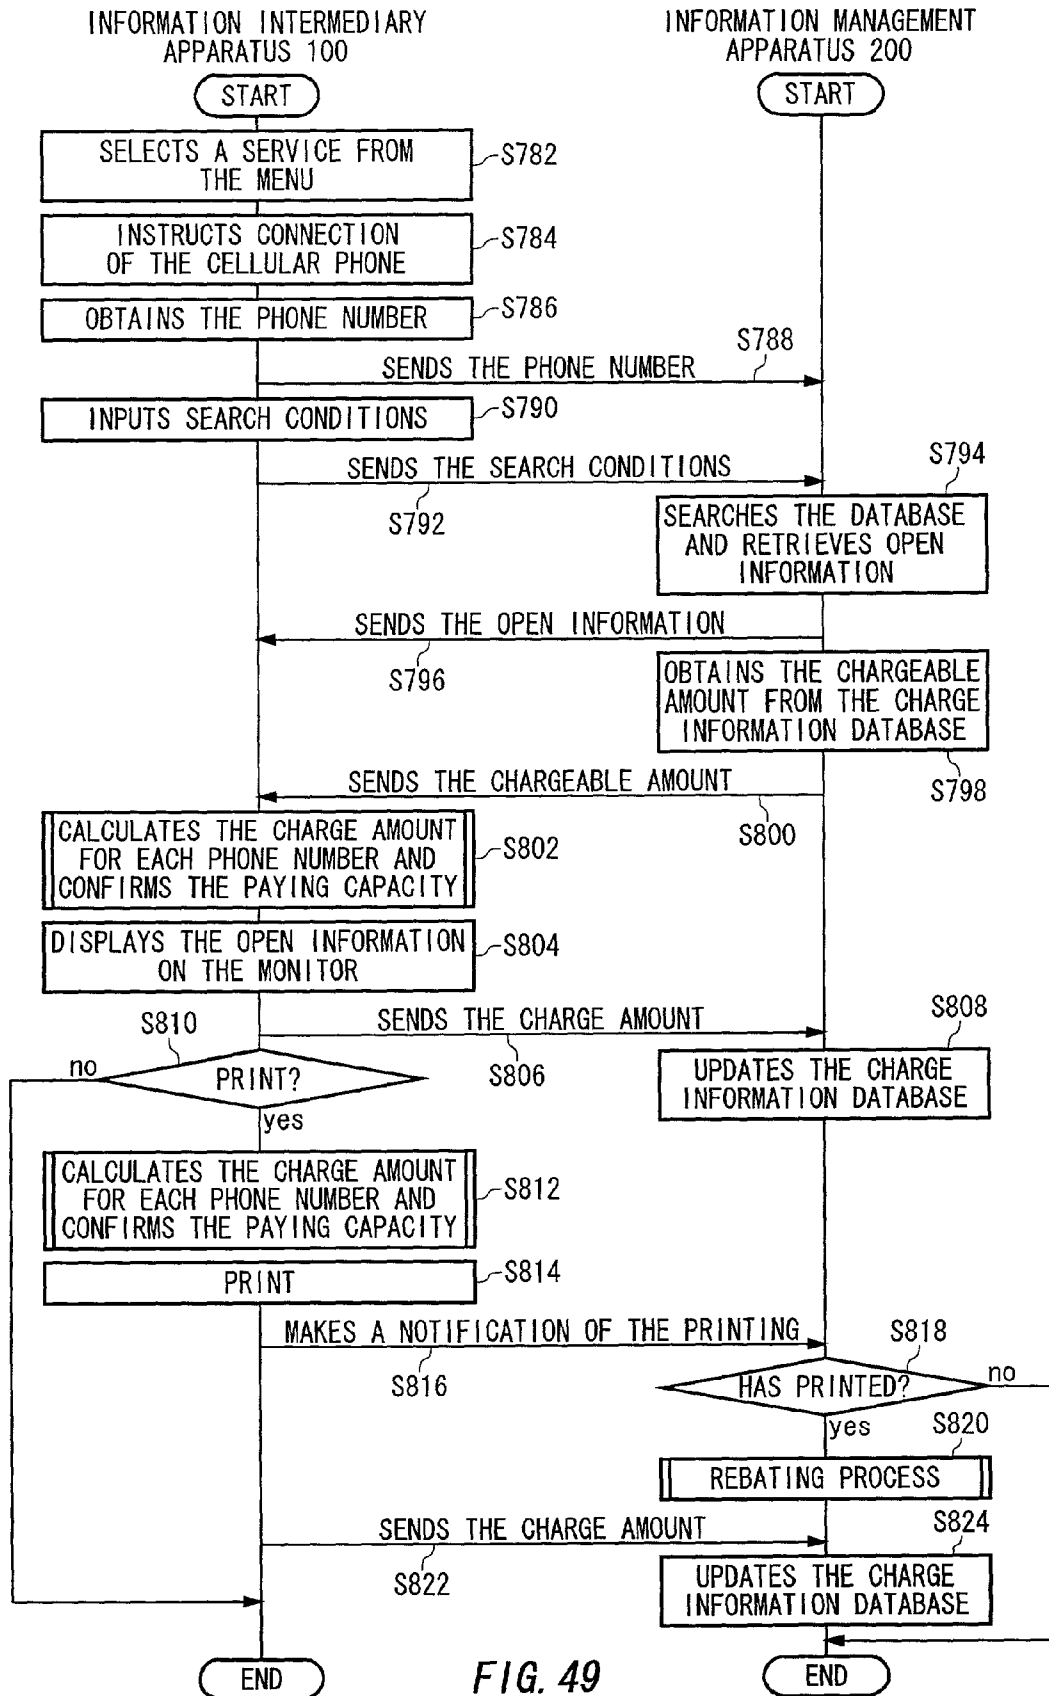 INFORMATION INTERMEDIARY
APPARATUS 100
INFORMATION MANAGEMENT
APPARATUS 200
START
START
SELECTS A SERVICE FROM
THE MENU
S782
INSTRUCTS CONNECTION
OF THE CELLULAR PHONE
S784
OBTAINS THE PHONE NUMBER
S786
SENDS THE PHONE NUMBER
S788
INPUTS SEARCH CONDITIONS
S790
SENDS THE SEARCH CONDITIONS
S792
S794
SEARCHES THE DATABASE
AND RETRIEVES OPEN
INFORMATION
SENDS THE OPEN INFORMATION
S796
OBTAINS THE CHARGEABLE
AMOUNT FROM THE CHARGE
INFORMATION DATABASE
S798
SENDS THE CHARGEABLE AMOUNT
S800
CALCULATES THE CHARGE AMOUNT
FOR EACH PHONE NUMBER AND
CONFIRMS THE PAYING CAPACITY
S802
DISPLAYS THE OPEN INFORMATION
ON THE MONITOR
S804
SENDS THE CHARGE AMOUNT
S806
S808
UPDATES THE CHARGE
INFORMATION DATABASE
S810
no
PRINT?
yes
CALCULATES THE CHARGE AMOUNT
FOR EACH PHONE NUMBER AND
CONFIRMS THE PAYING CAPACITY
S812
PRINT
S814
MAKES A NOTIFICATION OF THE PRINTING
S816
S818
HAS PRINTED?
no
yes
S820
REBATING PROCESS
SENDS THE CHARGE AMOUNT
S822
S824
UPDATES THE CHARGE
INFORMATION DATABASE
END
FIG. 49
END